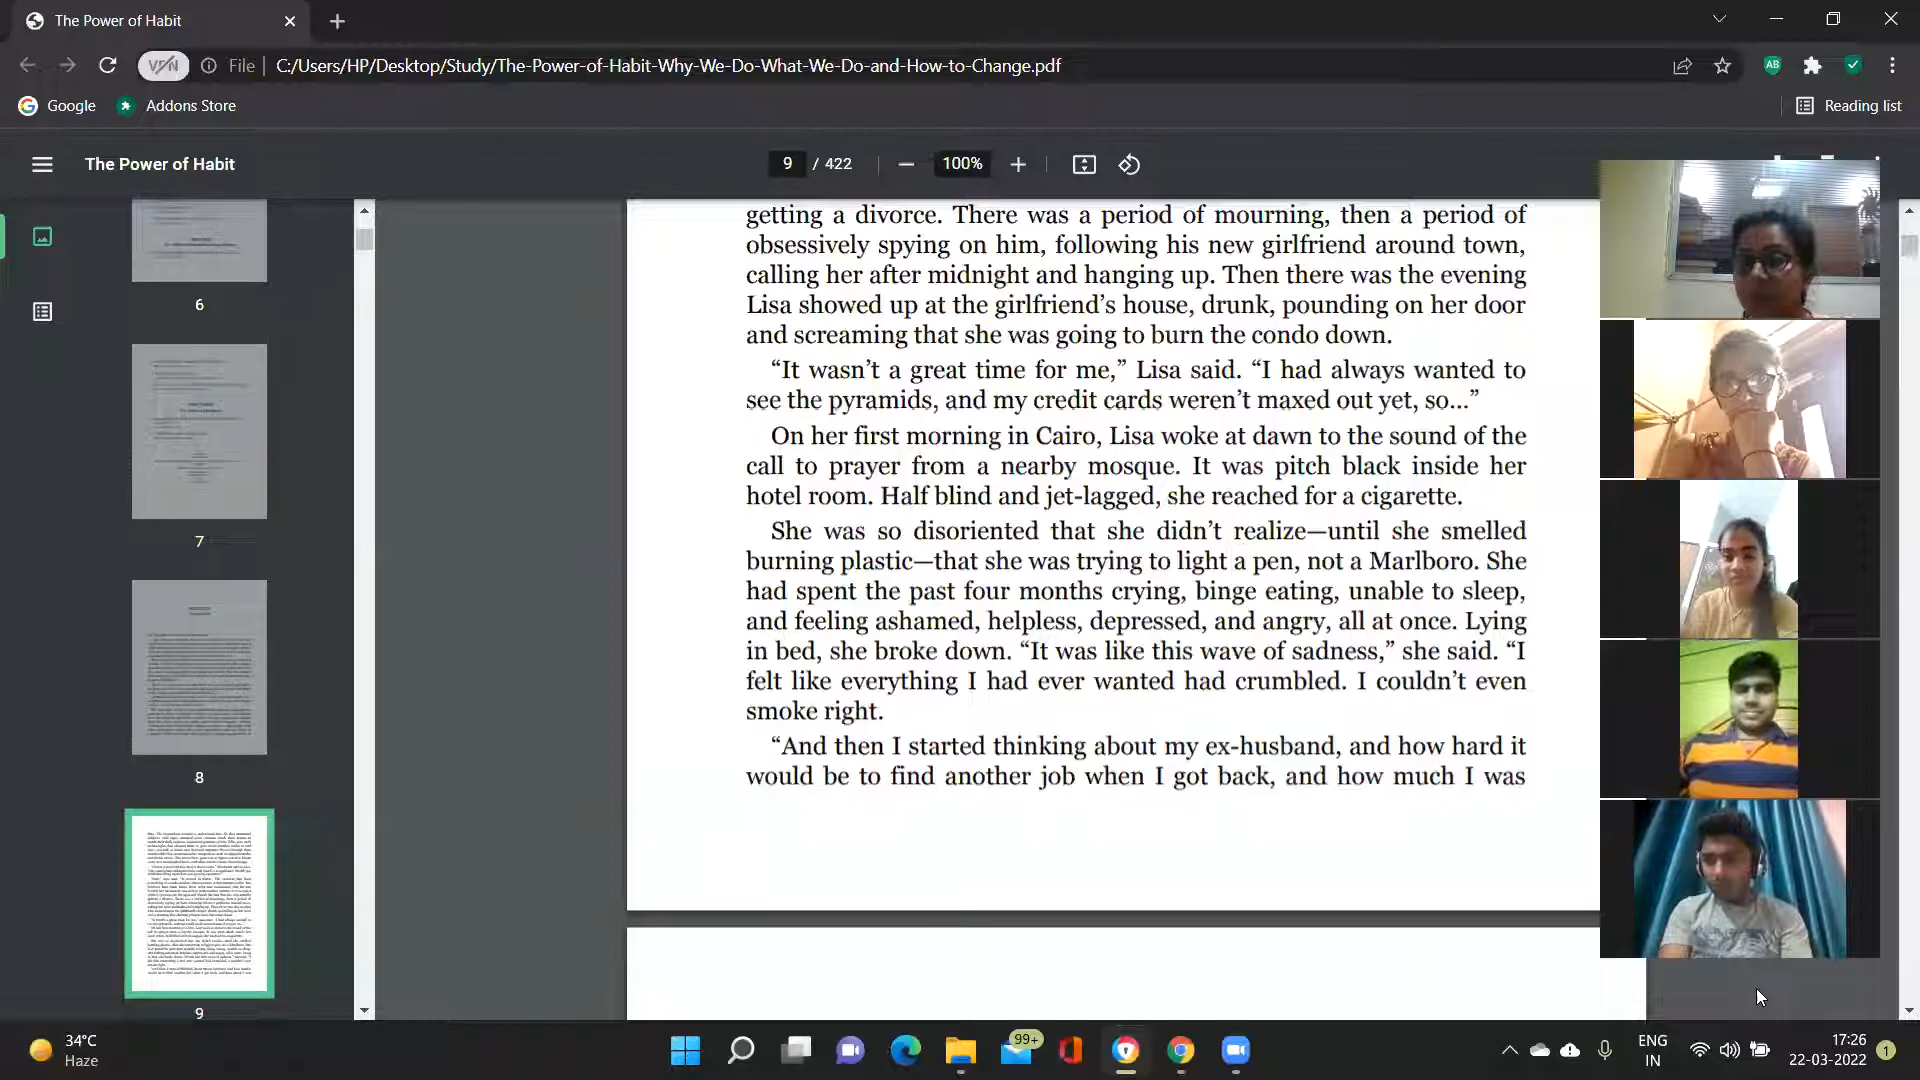 The Power of Habit
VPN
File
C:/Users/HP/Desktop/Study/The-Power-of-Habit-Why-We-Do-What-We-Do-and-How-to-Change.pdf
AB
Google
Addons Store
Reading list
The Power of Habit
9 / 422
100%
6
7
8
9
getting a divorce. There was a period of mourning, then a period of
obsessively spying on him, following his new girlfriend around town,
calling her after midnight and hanging up. Then there was the evening
Lisa showed up at the girlfriend’s house, drunk, pounding on her door
and screaming that she was going to burn the condo down.
“It wasn’t a great time for me,” Lisa said. “I had always wanted to
see the pyramids, and my credit cards weren’t maxed out yet, so…”
On her first morning in Cairo, Lisa woke at dawn to the sound of the
call to prayer from a nearby mosque. It was pitch black inside her
hotel room. Half blind and jet-lagged, she reached for a cigarette.
She was so disoriented that she didn’t realize—until she smelled
burning plastic—that she was trying to light a pen, not a Marlboro. She
had spent the past four months crying, binge eating, unable to sleep,
and feeling ashamed, helpless, depressed, and angry, all at once. Lying
in bed, she broke down. “It was like this wave of sadness,” she said. “I
felt like everything I had ever wanted had crumbled. I couldn’t even
smoke right.
“And then I started thinking about my ex-husband, and how hard it
would be to find another job when I got back, and how much I was
34°C
Haze
99+
ENG
IN
17:26
22-03-2022
1